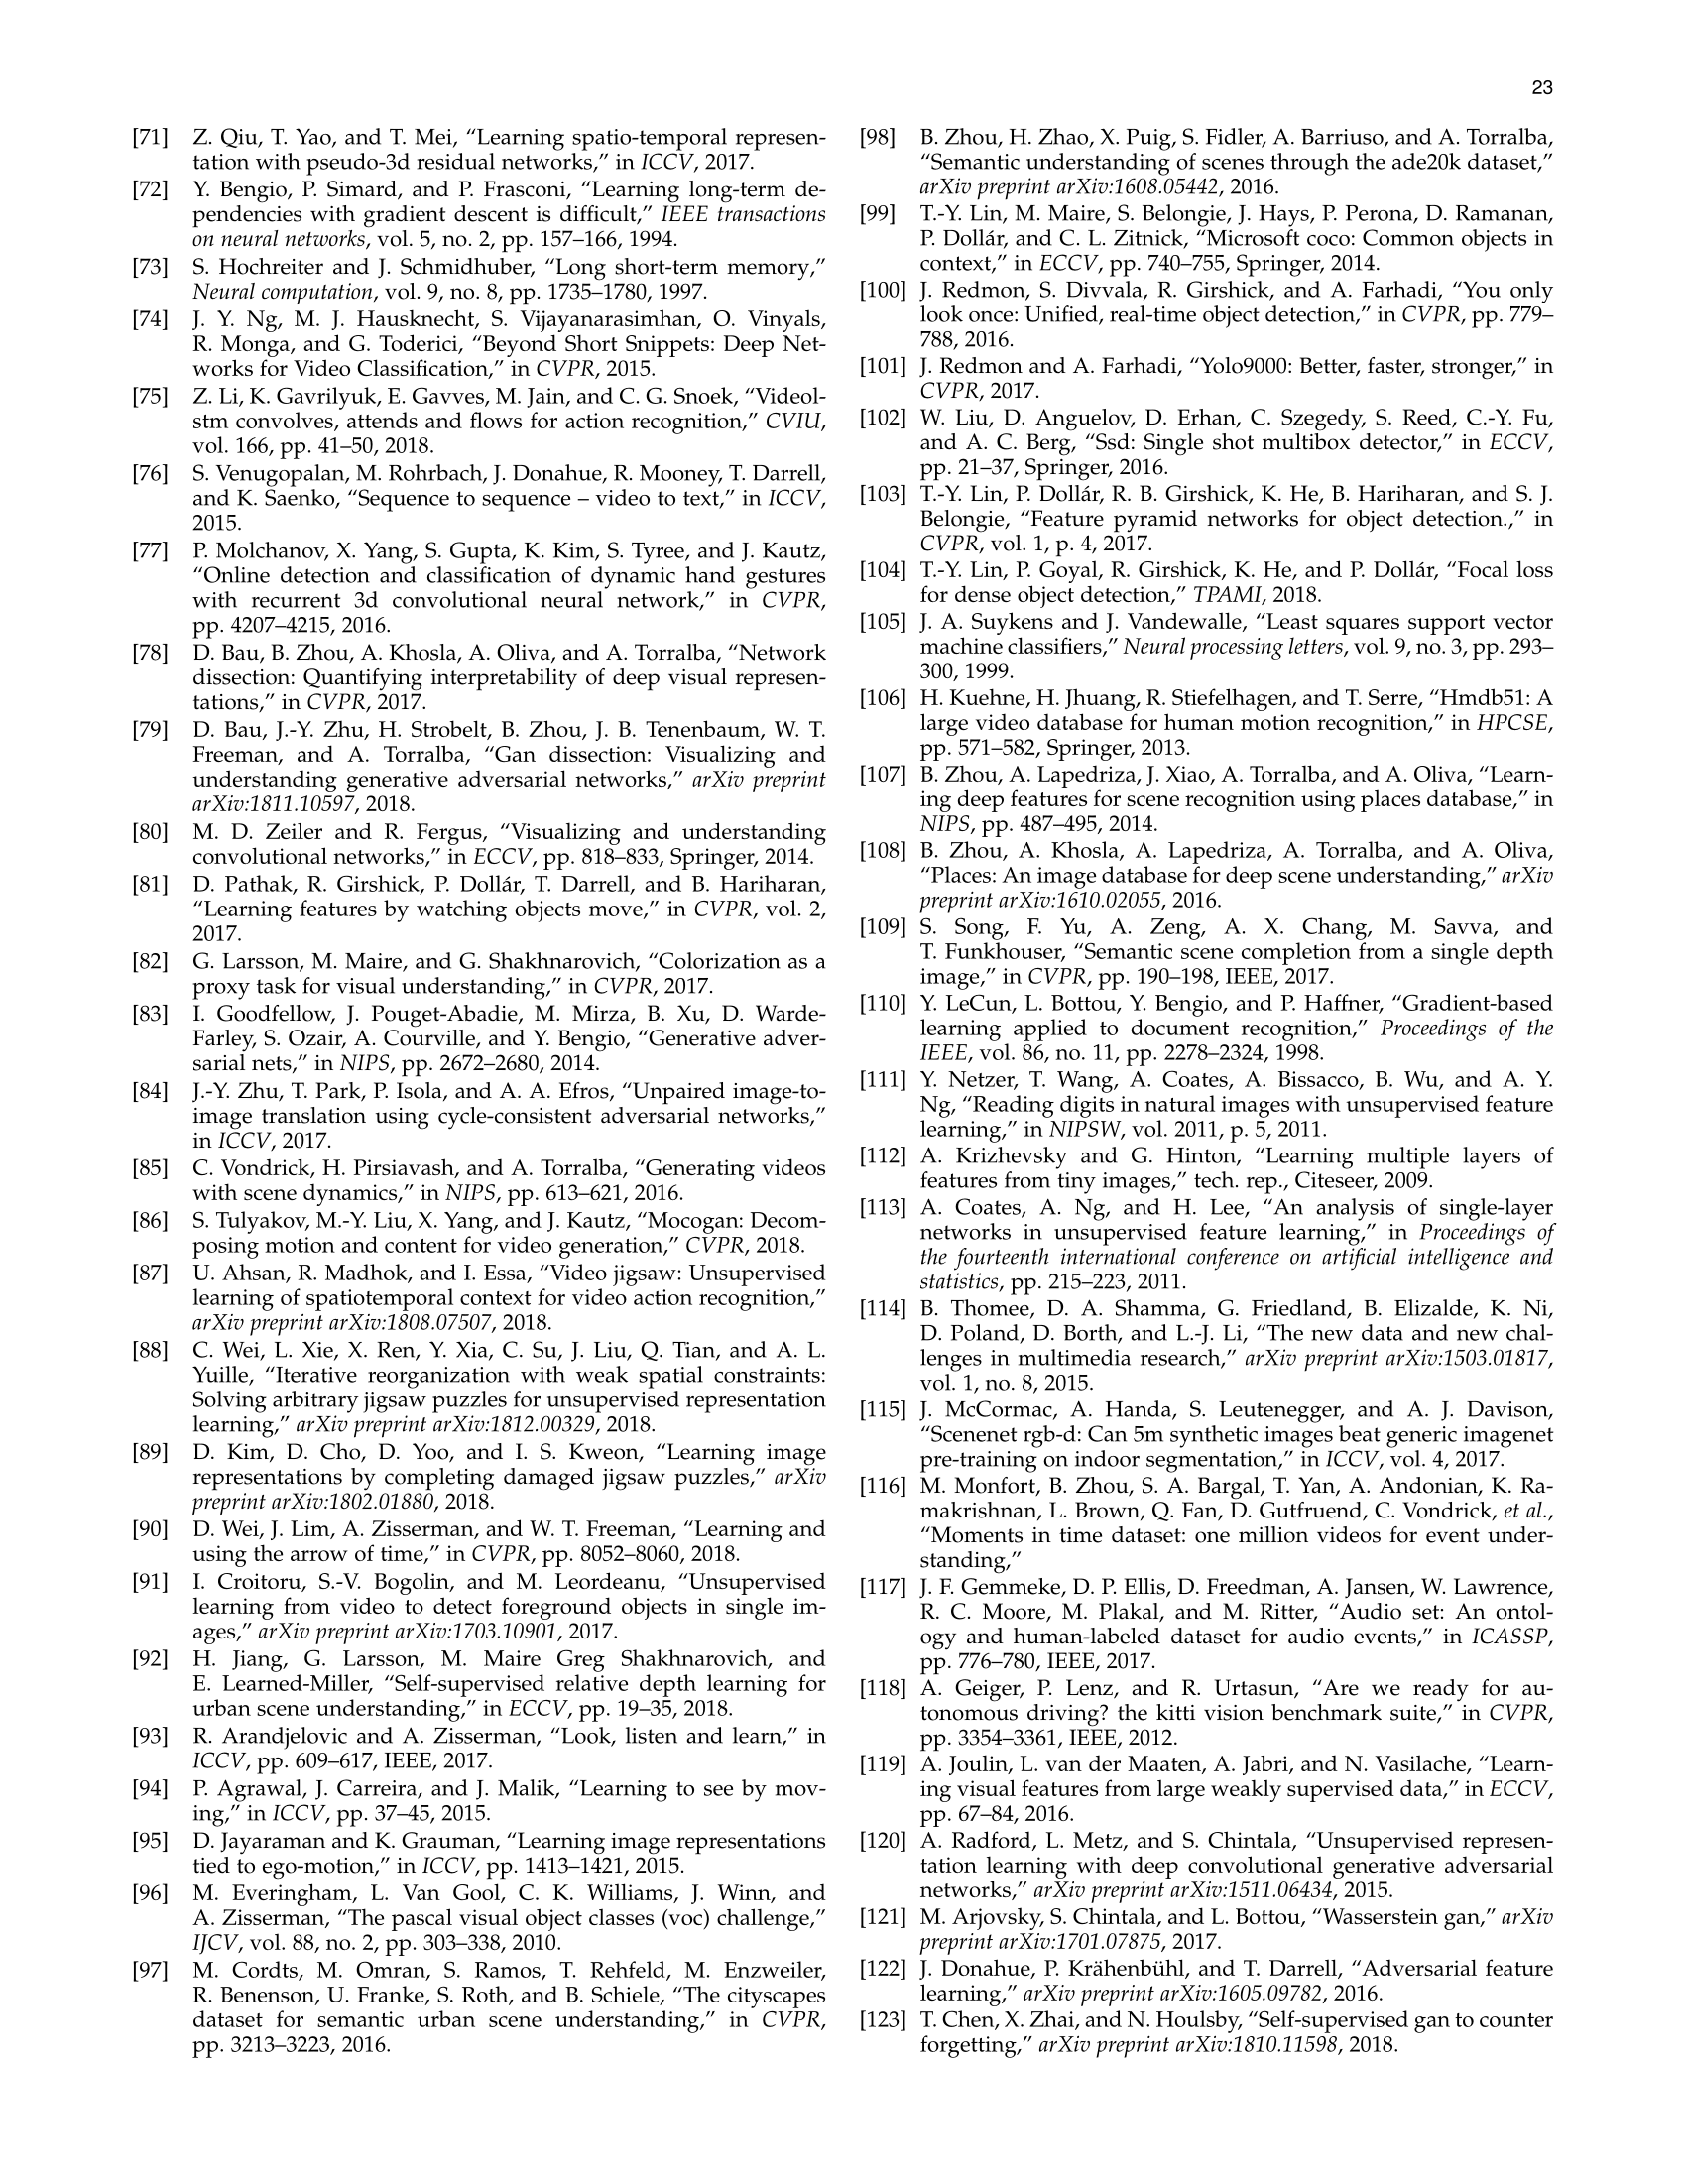 23
[71] Z. Qiu, T. Yao, and T. Mei, “Learning spatio-temporal represen-
tation with pseudo-3d residual networks,” in ICCV, 2017.
[72] Y. Bengio, P. Simard, and P. Frasconi, “Learning long-term de-
pendencies with gradient descent is difficult,” IEEE transactions
on neural networks, vol. 5, no. 2, pp. 157–166, 1994.
[73] S. Hochreiter and J. Schmidhuber, “Long short-term memory,”
Neural computation, vol. 9, no. 8, pp. 1735–1780, 1997.
[74] J. Y. Ng, M. J. Hausknecht, S. Vijayanarasimhan, O. Vinyals,
R. Monga, and G. Toderici, “Beyond Short Snippets: Deep Net-
works for Video Classification,” in CVPR, 2015.
[75] Z. Li, K. Gavrilyuk, E. Gavves, M. Jain, and C. G. Snoek, “Videol-
stm convolves, attends and flows for action recognition,” CVIU,
vol. 166, pp. 41–50, 2018.
[76] S. Venugopalan, M. Rohrbach, J. Donahue, R. Mooney, T. Darrell,
and K. Saenko, “Sequence to sequence – video to text,” in ICCV,
2015.
[77] P. Molchanov, X. Yang, S. Gupta, K. Kim, S. Tyree, and J. Kautz,
“Online detection and classification of dynamic hand gestures
with recurrent 3d convolutional neural network,” in CVPR,
pp. 4207–4215, 2016.
[78] D. Bau, B. Zhou, A. Khosla, A. Oliva, and A. Torralba, “Network
dissection: Quantifying interpretability of deep visual represen-
tations,” in CVPR, 2017.
[79] D. Bau, J.-Y. Zhu, H. Strobelt, B. Zhou, J. B. Tenenbaum, W. T.
Freeman, and A. Torralba, “Gan dissection: Visualizing and
understanding generative adversarial networks,” arXiv preprint
arXiv:1811.10597, 2018.
[80] M. D. Zeiler and R. Fergus, “Visualizing and understanding
convolutional networks,” in ECCV, pp. 818–833, Springer, 2014.
[81] D. Pathak, R. Girshick, P. Dollár, T. Darrell, and B. Hariharan,
“Learning features by watching objects move,” in CVPR, vol. 2,
2017.
[82] G. Larsson, M. Maire, and G. Shakhnarovich, “Colorization as a
proxy task for visual understanding,” in CVPR, 2017.
[83] I. Goodfellow, J. Pouget-Abadie, M. Mirza, B. Xu, D. Warde-
Farley, S. Ozair, A. Courville, and Y. Bengio, “Generative adver-
sarial nets,” in NIPS, pp. 2672–2680, 2014.
[84] J.-Y. Zhu, T. Park, P. Isola, and A. A. Efros, “Unpaired image-to-
image translation using cycle-consistent adversarial networks,”
in ICCV, 2017.
[85] C. Vondrick, H. Pirsiavash, and A. Torralba, “Generating videos
with scene dynamics,” in NIPS, pp. 613–621, 2016.
[86] S. Tulyakov, M.-Y. Liu, X. Yang, and J. Kautz, “Mocogan: Decom-
posing motion and content for video generation,” CVPR, 2018.
[87] U. Ahsan, R. Madhok, and I. Essa, “Video jigsaw: Unsupervised
learning of spatiotemporal context for video action recognition,”
arXiv preprint arXiv:1808.07507, 2018.
[88] C. Wei, L. Xie, X. Ren, Y. Xia, C. Su, J. Liu, Q. Tian, and A. L.
Yuille, “Iterative reorganization with weak spatial constraints:
Solving arbitrary jigsaw puzzles for unsupervised representation
learning,” arXiv preprint arXiv:1812.00329, 2018.
[89] D. Kim, D. Cho, D. Yoo, and I. S. Kweon, “Learning image
representations by completing damaged jigsaw puzzles,” arXiv
preprint arXiv:1802.01880, 2018.
[90] D. Wei, J. Lim, A. Zisserman, and W. T. Freeman, “Learning and
using the arrow of time,” in CVPR, pp. 8052–8060, 2018.
[91] I. Croitoru, S.-V. Bogolin, and M. Leordeanu, “Unsupervised
learning from video to detect foreground objects in single im-
ages,” arXiv preprint arXiv:1703.10901, 2017.
[92] H. Jiang, G. Larsson, M. Maire Greg Shakhnarovich, and
E. Learned-Miller, “Self-supervised relative depth learning for
urban scene understanding,” in ECCV, pp. 19–35, 2018.
[93] R. Arandjelovic and A. Zisserman, “Look, listen and learn,” in
ICCV, pp. 609–617, IEEE, 2017.
[94] P. Agrawal, J. Carreira, and J. Malik, “Learning to see by mov-
ing,” in ICCV, pp. 37–45, 2015.
[95] D. Jayaraman and K. Grauman, “Learning image representations
tied to ego-motion,” in ICCV, pp. 1413–1421, 2015.
[96] M. Everingham, L. Van Gool, C. K. Williams, J. Winn, and
A. Zisserman, “The pascal visual object classes (voc) challenge,”
IJCV, vol. 88, no. 2, pp. 303–338, 2010.
[97] M. Cordts, M. Omran, S. Ramos, T. Rehfeld, M. Enzweiler,
R. Benenson, U. Franke, S. Roth, and B. Schiele, “The cityscapes
dataset for semantic urban scene understanding,” in CVPR,
pp. 3213–3223, 2016.
[98] B. Zhou, H. Zhao, X. Puig, S. Fidler, A. Barriuso, and A. Torralba,
“Semantic understanding of scenes through the ade20k dataset,”
arXiv preprint arXiv:1608.05442, 2016.
[99] T.-Y. Lin, M. Maire, S. Belongie, J. Hays, P. Perona, D. Ramanan,
P. Dollár, and C. L. Zitnick, “Microsoft coco: Common objects in
context,” in ECCV, pp. 740–755, Springer, 2014.
[100] J. Redmon, S. Divvala, R. Girshick, and A. Farhadi, “You only
look once: Unified, real-time object detection,” in CVPR, pp. 779–
788, 2016.
[101] J. Redmon and A. Farhadi, “Yolo9000: Better, faster, stronger,” in
CVPR, 2017.
[102] W. Liu, D. Anguelov, D. Erhan, C. Szegedy, S. Reed, C.-Y. Fu,
and A. C. Berg, “Ssd: Single shot multibox detector,” in ECCV,
pp. 21–37, Springer, 2016.
[103] T.-Y. Lin, P. Dollár, R. B. Girshick, K. He, B. Hariharan, and S. J.
Belongie, “Feature pyramid networks for object detection.,” in
CVPR, vol. 1, p. 4, 2017.
[104] T.-Y. Lin, P. Goyal, R. Girshick, K. He, and P. Dollár, “Focal loss
for dense object detection,” TPAMI, 2018.
[105] J. A. Suykens and J. Vandewalle, “Least squares support vector
machine classifiers,” Neural processing letters, vol. 9, no. 3, pp. 293–
300, 1999.
[106] H. Kuehne, H. Jhuang, R. Stiefelhagen, and T. Serre, “Hmdb51: A
large video database for human motion recognition,” in HPCSE,
pp. 571–582, Springer, 2013.
[107] B. Zhou, A. Lapedriza, J. Xiao, A. Torralba, and A. Oliva, “Learn-
ing deep features for scene recognition using places database,” in
NIPS, pp. 487–495, 2014.
[108] B. Zhou, A. Khosla, A. Lapedriza, A. Torralba, and A. Oliva,
“Places: An image database for deep scene understanding,” arXiv
preprint arXiv:1610.02055, 2016.
[109] S. Song, F. Yu, A. Zeng, A. X. Chang, M. Savva, and
T. Funkhouser, “Semantic scene completion from a single depth
image,” in CVPR, pp. 190–198, IEEE, 2017.
[110] Y. LeCun, L. Bottou, Y. Bengio, and P. Haffner, “Gradient-based
learning applied to document recognition,” Proceedings of the
IEEE, vol. 86, no. 11, pp. 2278–2324, 1998.
[111] Y. Netzer, T. Wang, A. Coates, A. Bissacco, B. Wu, and A. Y.
Ng, “Reading digits in natural images with unsupervised feature
learning,” in NIPSW, vol. 2011, p. 5, 2011.
[112] A. Krizhevsky and G. Hinton, “Learning multiple layers of
features from tiny images,” tech. rep., Citeseer, 2009.
[113] A. Coates, A. Ng, and H. Lee, “An analysis of single-layer
networks in unsupervised feature learning,” in Proceedings of
the fourteenth international conference on artificial intelligence and
statistics, pp. 215–223, 2011.
[114] B. Thomee, D. A. Shamma, G. Friedland, B. Elizalde, K. Ni,
D. Poland, D. Borth, and L.-J. Li, “The new data and new chal-
lenges in multimedia research,” arXiv preprint arXiv:1503.01817,
vol. 1, no. 8, 2015.
[115] J. McCormac, A. Handa, S. Leutenegger, and A. J. Davison,
“Scenenet rgb-d: Can 5m synthetic images beat generic imagenet
pre-training on indoor segmentation,” in ICCV, vol. 4, 2017.
[116] M. Monfort, B. Zhou, S. A. Bargal, T. Yan, A. Andonian, K. Ra-
makrishnan, L. Brown, Q. Fan, D. Gutfruend, C. Vondrick, et al.,
“Moments in time dataset: one million videos for event under-
standing,”
[117] J. F. Gemmeke, D. P. Ellis, D. Freedman, A. Jansen, W. Lawrence,
R. C. Moore, M. Plakal, and M. Ritter, “Audio set: An ontol-
ogy and human-labeled dataset for audio events,” in ICASSP,
pp. 776–780, IEEE, 2017.
[118] A. Geiger, P. Lenz, and R. Urtasun, “Are we ready for au-
tonomous driving? the kitti vision benchmark suite,” in CVPR,
pp. 3354–3361, IEEE, 2012.
[119] A. Joulin, L. van der Maaten, A. Jabri, and N. Vasilache, “Learn-
ing visual features from large weakly supervised data,” in ECCV,
pp. 67–84, 2016.
[120] A. Radford, L. Metz, and S. Chintala, “Unsupervised represen-
tation learning with deep convolutional generative adversarial
networks,” arXiv preprint arXiv:1511.06434, 2015.
[121] M. Arjovsky, S. Chintala, and L. Bottou, “Wasserstein gan,” arXiv
preprint arXiv:1701.07875, 2017.
[122] J. Donahue, P. Krähenbühl, and T. Darrell, “Adversarial feature
learning,” arXiv preprint arXiv:1605.09782, 2016.
[123] T. Chen, X. Zhai, and N. Houlsby, “Self-supervised gan to counter
forgetting,” arXiv preprint arXiv:1810.11598, 2018.